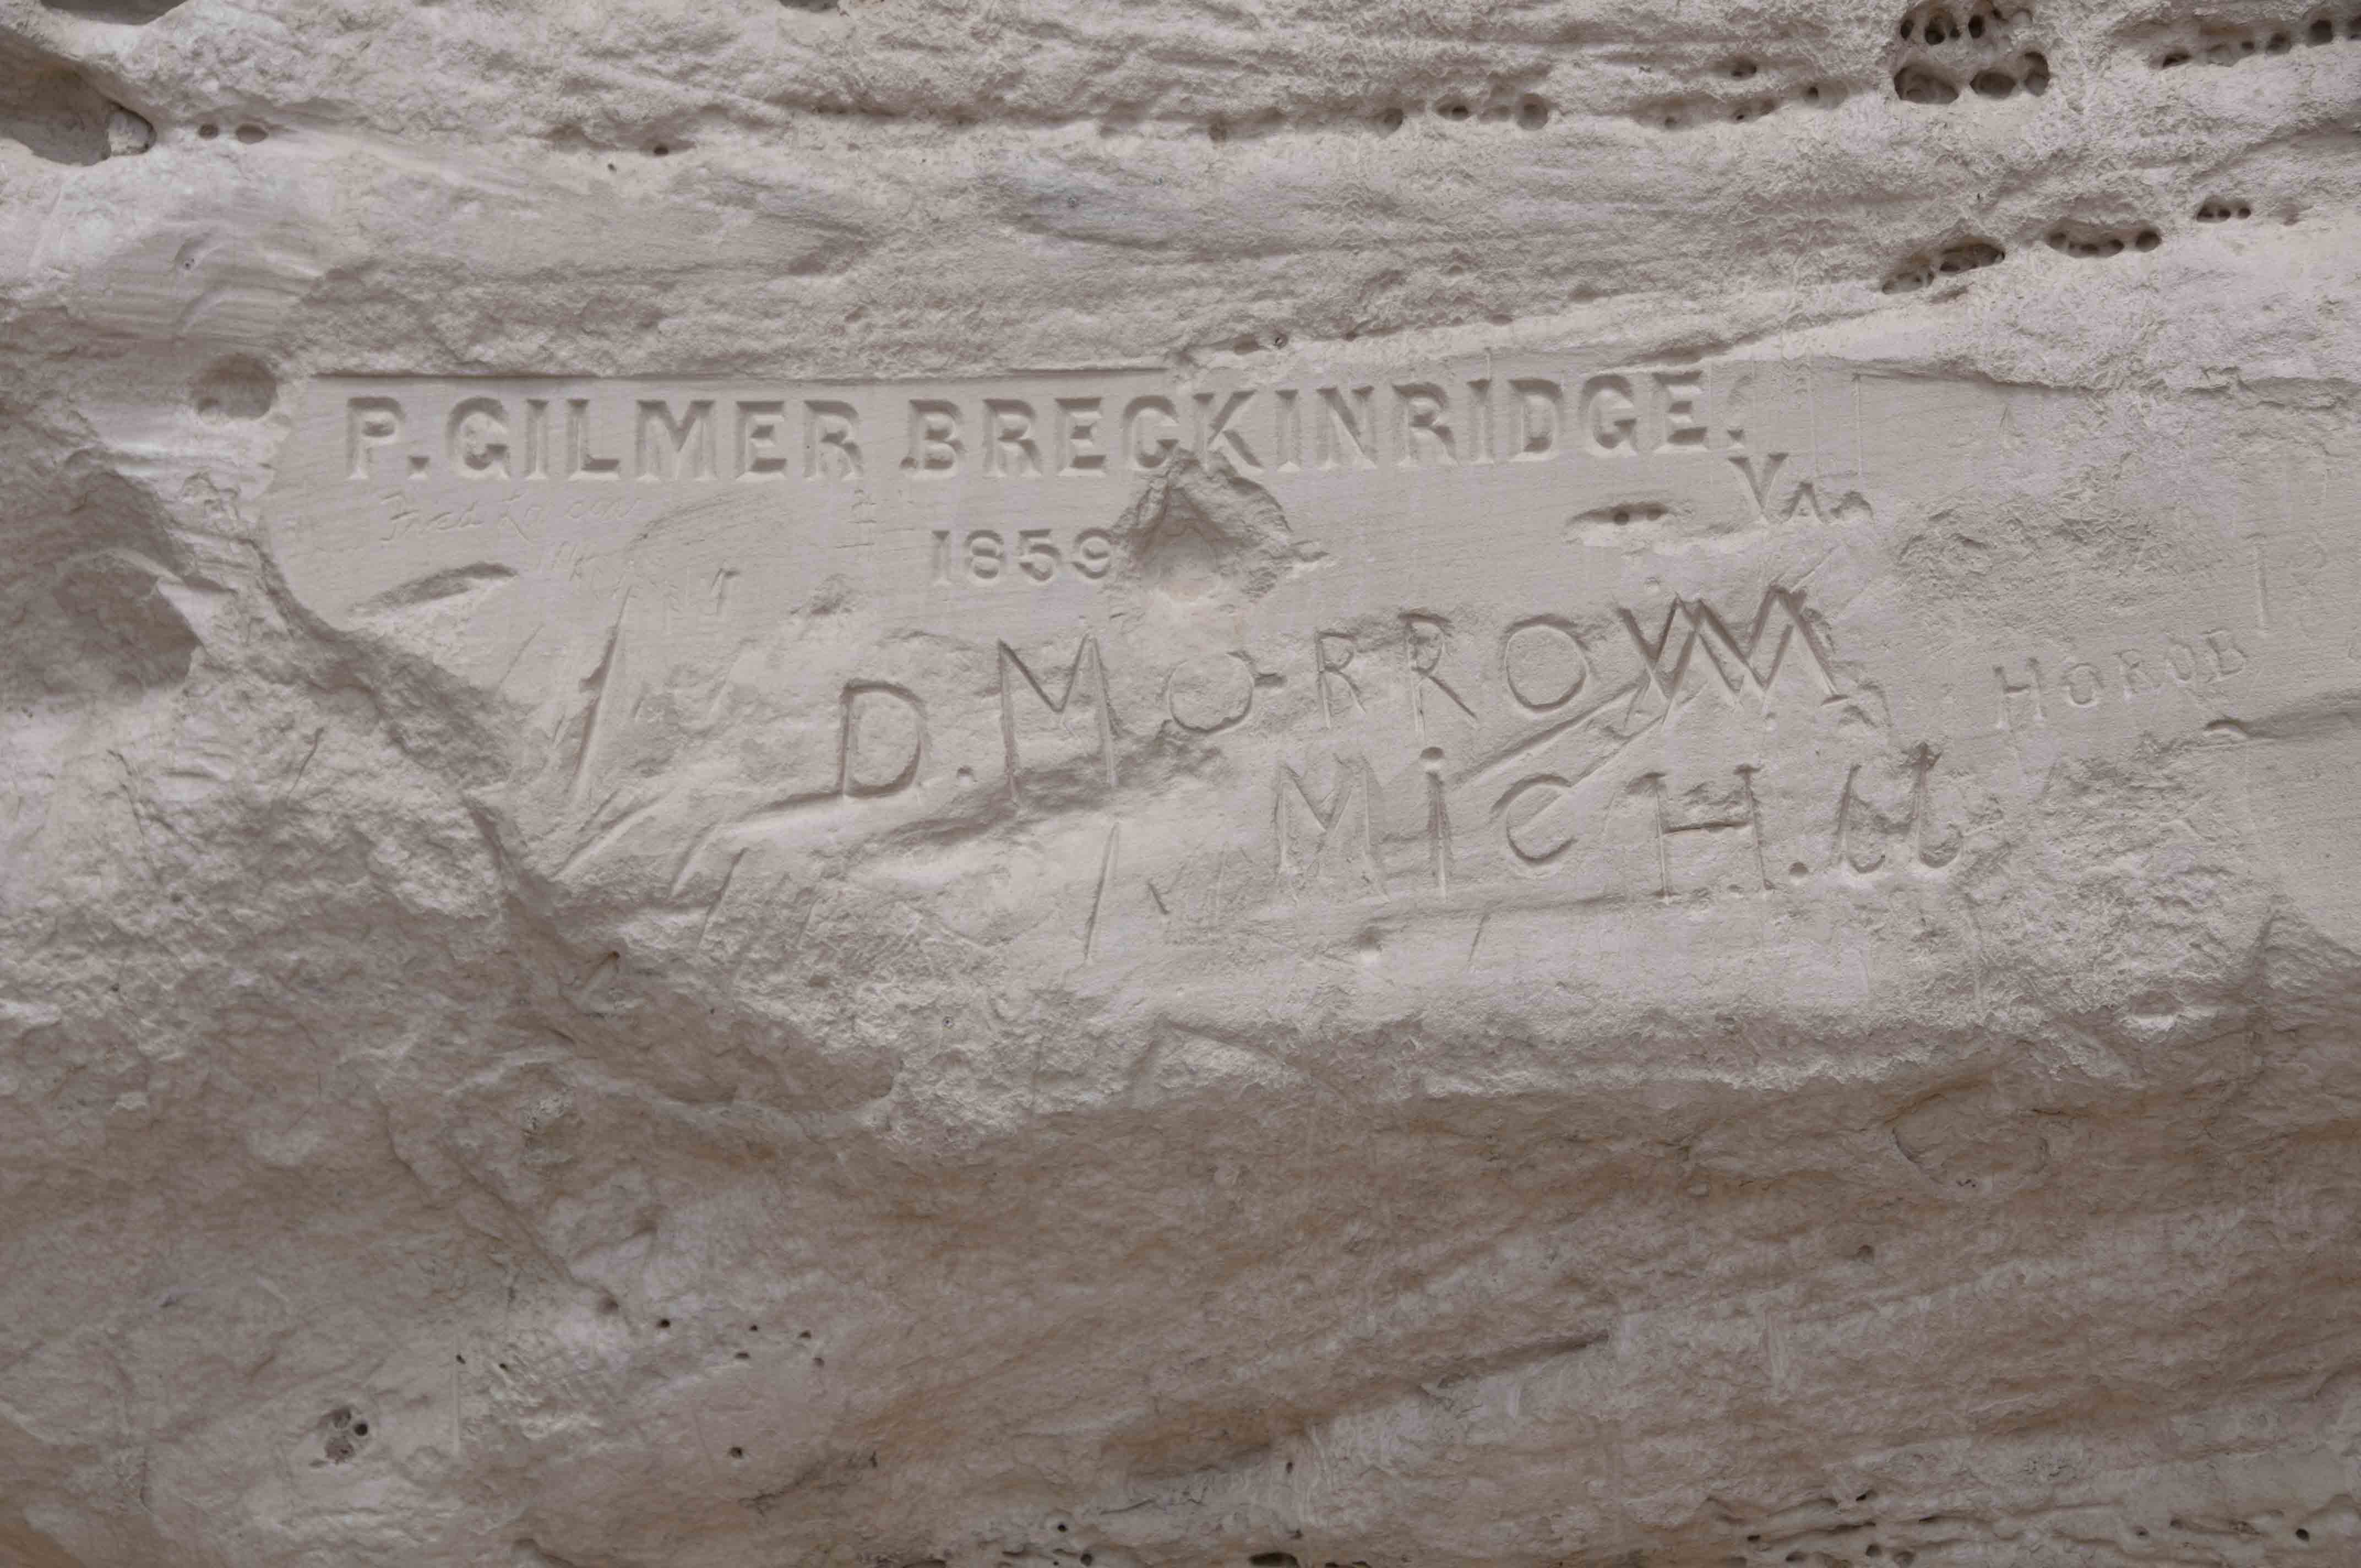 P. GILMER BRECKINRIDGE.
Va
1859
D. MORROW
MiCH. M
HOROB